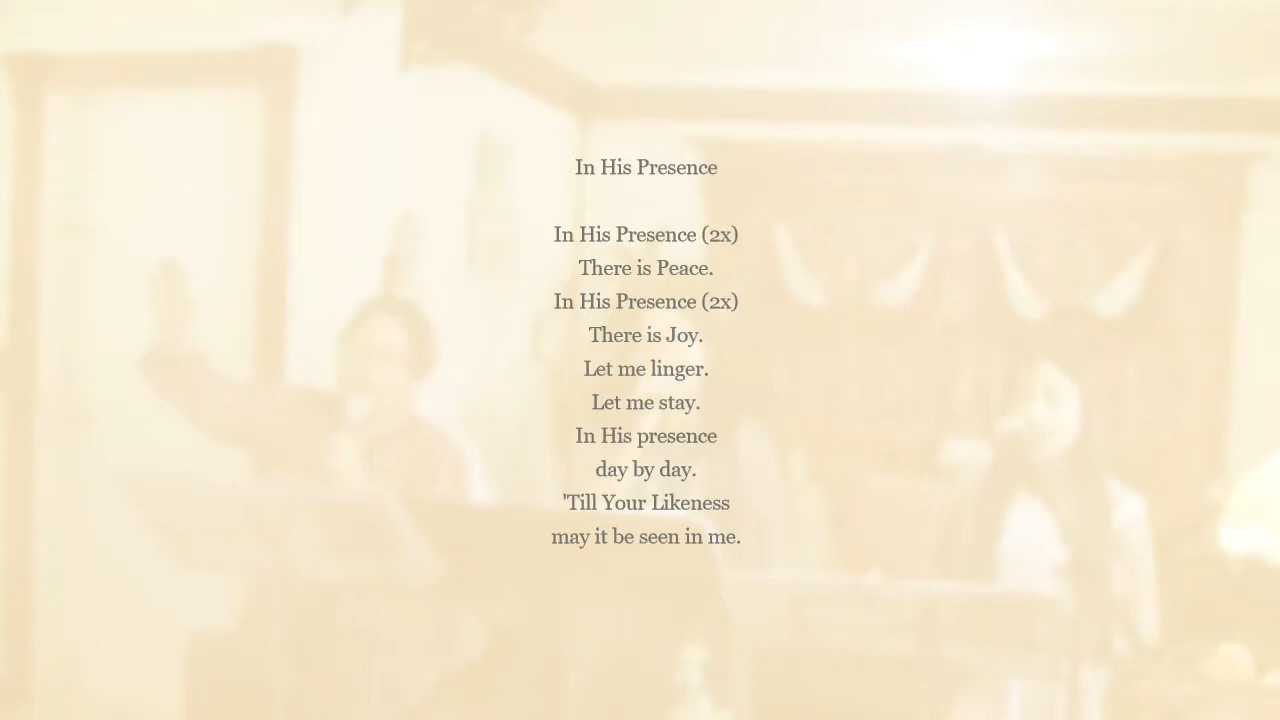 In His Presence
In His Presence (2x)
There is Peace.
In His Presence (2x)
There is Joy.
Let me linger.
Let me stay.
In His presence
day by day.
'Till Your Likeness
may it be seen in me.